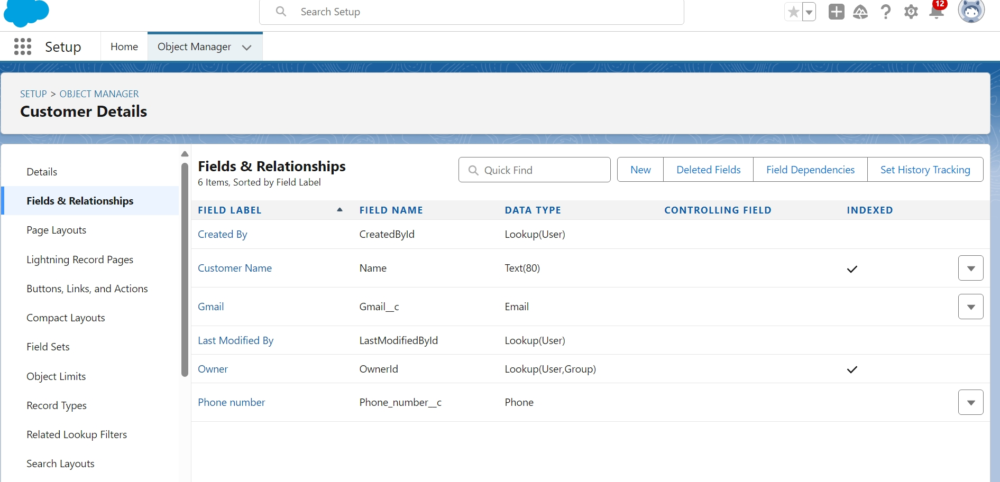 Search Setup
12
Setup
Home
Object Manager
SETUP > OBJECT MANAGER
Customer Details
Details
Fields & Relationships
Page Layouts
Lightning Record Pages
Buttons, Links, and Actions
Compact Layouts
Field Sets
Object Limits
Record Types
Related Lookup Filters
Search Layouts
Fields & Relationships
6 Items, Sorted by Field Label
Quick Find
New
Deleted Fields
Field Dependencies
Set History Tracking
FIELD LABEL FIELD NAME DATA TYPE CONTROLLING FIELD INDEXED
Created By CreatedById Lookup(User)
Customer Name Name Text(80)
Gmail Gmail__c Email
Last Modified By LastModifiedById Lookup(User)
Owner OwnerId Lookup(User,Group)
Phone number Phone_number__c Phone